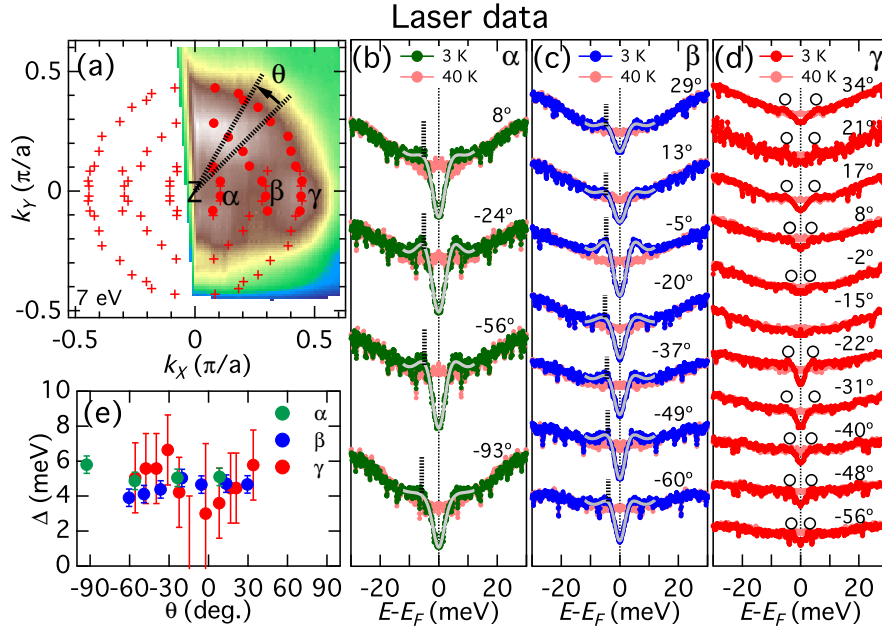 Laser data
(a)
θ
Z
α
β
γ
7 eV
0.5
0
-0.5
k_Y (π/a)
-0.5
0
0.5
k_X (π/a)
(b)
α
3 K
40 K
8°
-24°
-56°
-93°
-20
0
20
E-E_F (meV)
(c)
β
3 K
40 K
29°
13°
-5°
-20°
-37°
-49°
-60°
-20
0
20
E-E_F (meV)
(d)
γ
3 K
40 K
34°
21°
17°
8°
-2°
-15°
-22°
-31°
-40°
-48°
-56°
-20
0
20
E-E_F (meV)
(e)
α
β
γ
10
8
6
4
2
0
Δ (meV)
-90
-60
-30
0
30
60
90
θ (deg.)